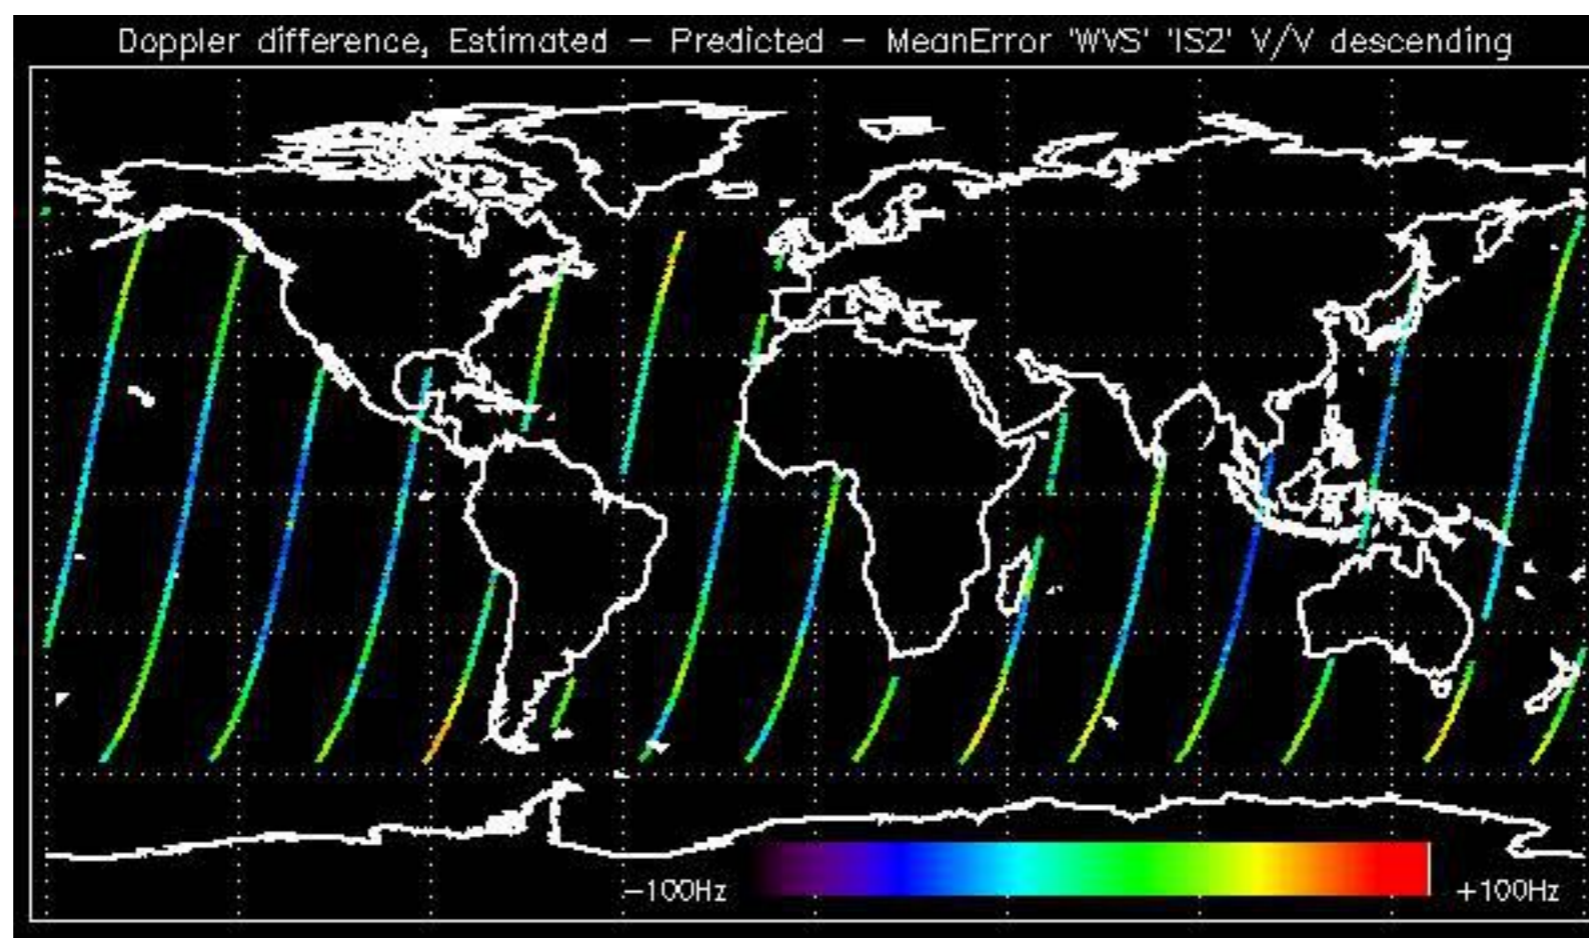 Doppler difference, Estimated – Predicted – MeanError 'WVS' 'IS2' V/V descending
–100Hz
+100Hz